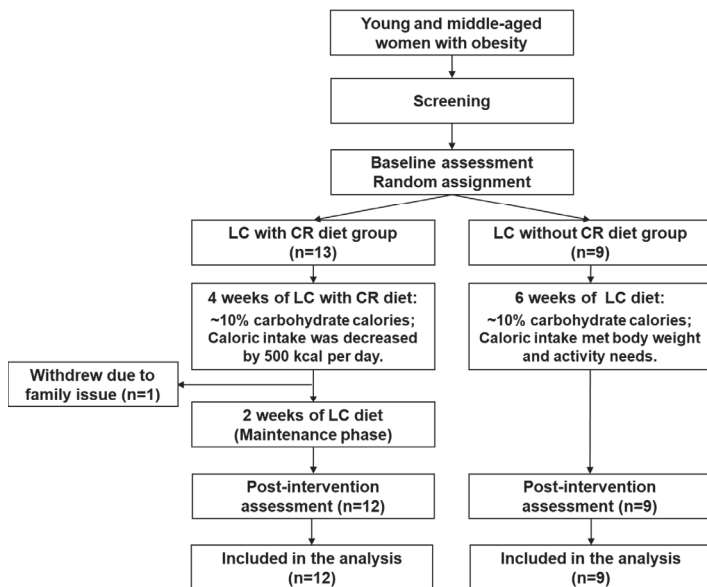 Young and middle-aged
women with obesity
Screening
Baseline assessment
Random assignment
LC with CR diet group
(n=13)
LC without CR diet group
(n=9)
4 weeks of LC with CR diet:
~10% carbohydrate calories;
Caloric intake was decreased
by 500 kcal per day.
6 weeks of LC diet:
~10% carbohydrate calories;
Caloric intake met body weight
and activity needs.
Withdrew due to
family issue (n=1)
2 weeks of LC diet
(Maintenance phase)
Post-intervention
assessment (n=12)
Post-intervention
assessment (n=9)
Included in the analysis
(n=12)
Included in the analysis
(n=9)